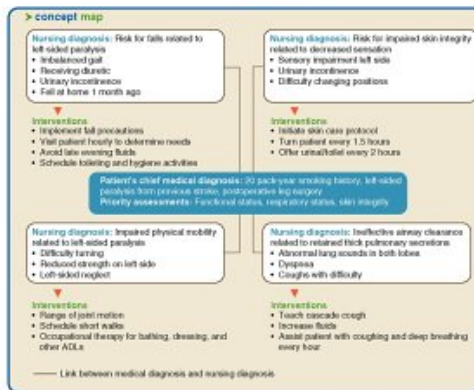 concept map
Nursing diagnosis: Risk for falls related to
left-sided paralysis
• Imbalanced gait
• Receiving diuretic
• Urinary incontinence
• Fell at home 1 month ago
Interventions
• Implement fall precautions
• Visit patient hourly to determine needs
• Avoid late evening fluids
• Schedule toileting and hygiene activities
Nursing diagnosis: Risk for impaired skin integrity
related to decreased sensation
• Sensory impairment left side
• Urinary incontinence
• Difficulty changing positions
Interventions
• Initiate skin care protocol
• Turn patient every 1.5 hours
• Offer urinal/toilet every 2 hours
Patient's chief medical diagnosis: 20 pack-year smoking history, left-sided
paralysis from previous stroke, postoperative leg surgery
Priority assessments: Functional status, respiratory status, skin integrity
Nursing diagnosis: Impaired physical mobility
related to left-sided paralysis
• Difficulty turning
• Reduced strength on left side
• Left-sided neglect
Interventions
• Range of joint motion
• Schedule short walks
• Occupational therapy for bathing, dressing, and
other ADLs
Nursing diagnosis: Ineffective airway clearance
related to retained thick pulmonary secretions
• Abnormal lung sounds in both lobes
• Dyspnea
• Coughs with difficulty
Interventions
• Teach cascade cough
• Increase fluids
• Assist patient with coughing and deep breathing
every hour
Link between medical diagnosis and nursing diagnosis